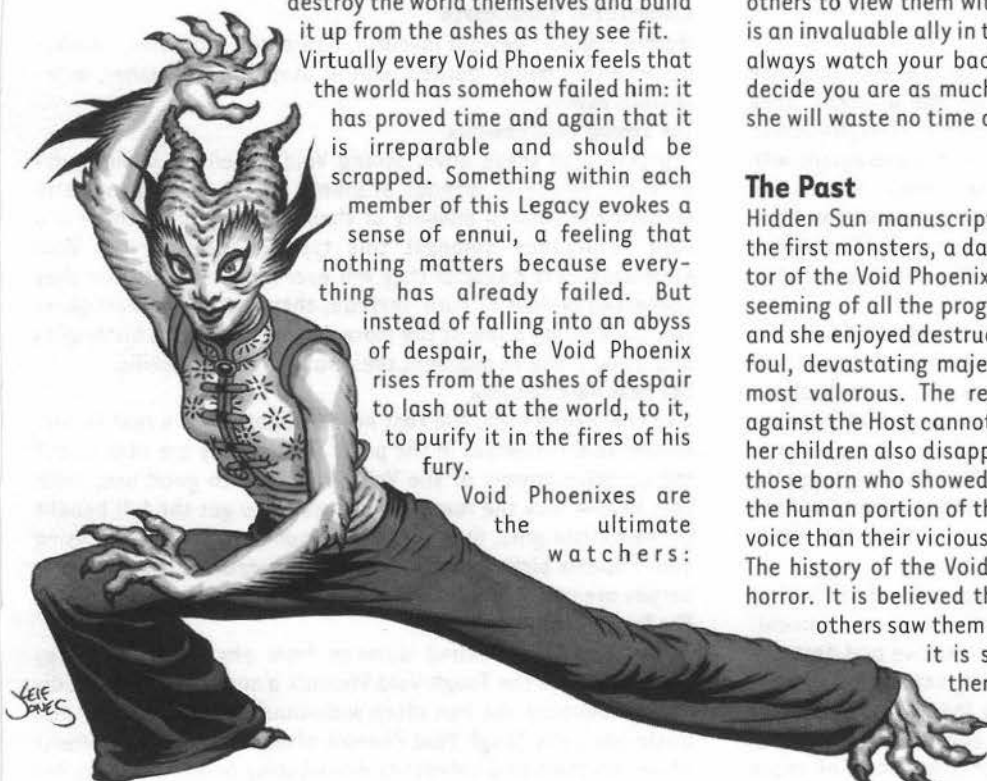 destroy the world themselves and build
it up from the ashes as they see fit.
Virtually every Void Phoenix feels that
the world has somehow failed him: it
has proved time and again that it
is irreparable and should be
scrapped. Something within each
member of this Legacy evokes a
sense of ennui, a feeling that
nothing matters because every-
thing has already failed. But
instead of falling into an abyss
of despair, the Void Phoenix
rises from the ashes of despair
to lash out at the world, to it,
to purify it in the fires of his
fury.
Void Phoenixes are
the ultimate
watchers:
others to view them wit
is an invaluable ally in t
always watch your bac
decide you are as much
she will waste no time
The Past
Hidden Sun manuscript
the first monsters, a da
tor of the Void Phoenix
seeming of all the prog
and she enjoyed destruc
foul, devastating maje
most valorous. The re
against the Host cannot
her children also disapp
those born who showed
the human portion of th
voice than their vicious
The history of the Void
horror. It is believed th
others saw them
it is s
ther
LEIF
JONES